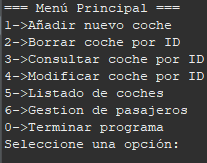 === Menú Principal ===
1->Añadir nuevo coche
2->Borrar coche por ID
3->Consultar coche por ID
4->Modificar coche por ID
5->Listado de coches
6->Gestion de pasajeros
0->Terminar programa
Seleccione una opción: